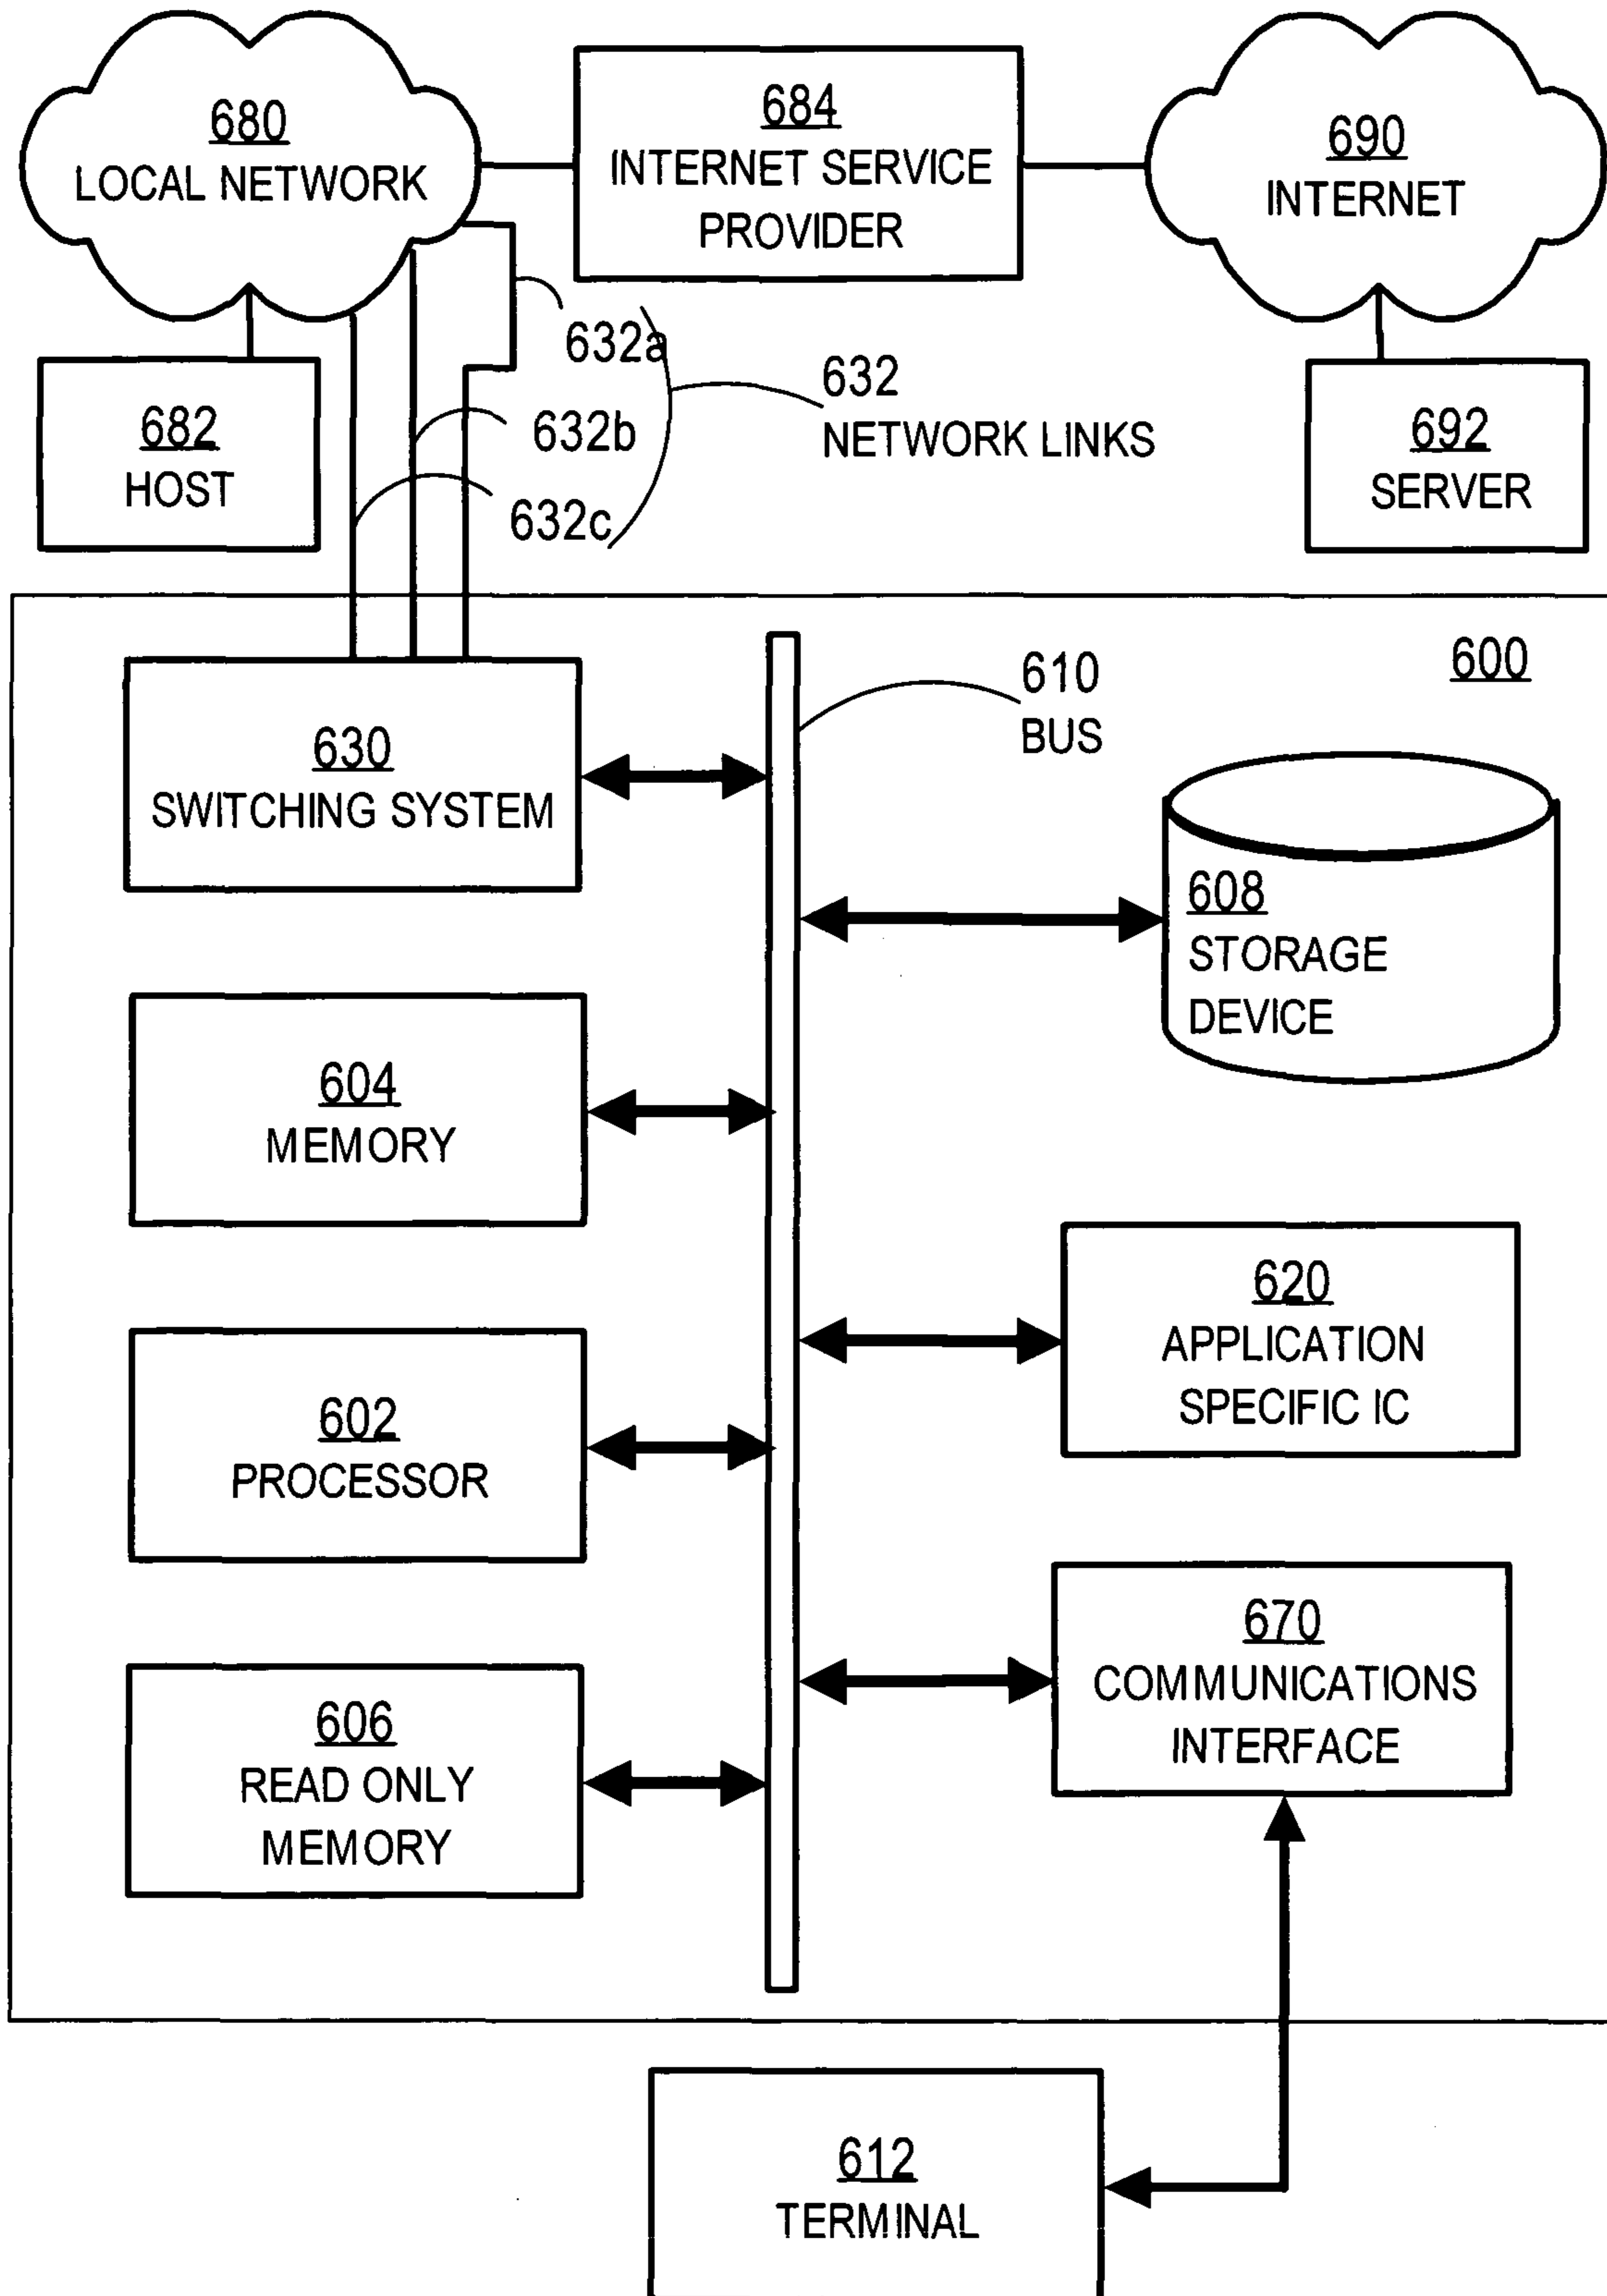 680
LOCAL NETWORK
684
INTERNET SERVICE
PROVIDER
690
INTERNET
632a
632
NETWORK LINKS
632b
632c
682
HOST
692
SERVER
600
610
BUS
630
SWITCHING SYSTEM
608
STORAGE
DEVICE
604
MEMORY
620
APPLICATION
SPECIFIC IC
602
PROCESSOR
670
COMMUNICATIONS
INTERFACE
606
READ ONLY
MEMORY
612
TERMINAL